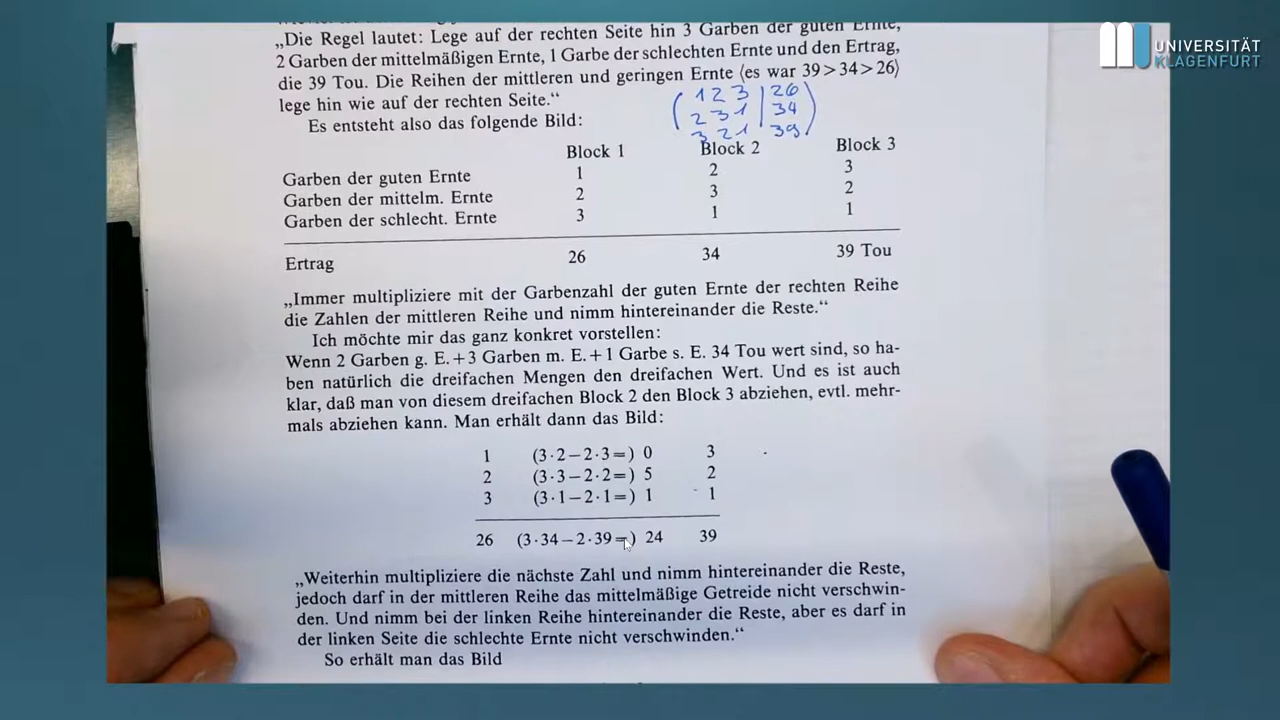 „Die Regel lautet: Lege auf der rechten Seite hin 3 Garben der guten Ernte,
2 Garben der mittelmäßigen Ernte, 1 Garbe der schlechten Ernte und den Ertrag,
die 39 Tou. Die Reihen der mittleren und geringen Ernte (es war 39>34>26)
lege hin wie auf der rechten Seite.“
Es entsteht also das folgende Bild:
1 2 3 | 26
2 3 1 | 34
3 2 1 | 39
Block 1 Block 2 Block 3
Garben der guten Ernte 1 2 3
Garben der mittelm. Ernte 2 3 2
Garben der schlecht. Ernte 3 1 1
Ertrag 26 34 39 Tou
„Immer multipliziere mit der Garbenzahl der guten Ernte der rechten Reihe
die Zahlen der mittleren Reihe und nimm hintereinander die Reste.“
Ich möchte mir das ganz konkret vorstellen:
Wenn 2 Garben g. E.+3 Garben m. E.+1 Garbe s. E. 34 Tou wert sind, so ha-
ben natürlich die dreifachen Mengen den dreifachen Wert. Und es ist auch
klar, daß man von diesem dreifachen Block 2 den Block 3 abziehen, evtl. mehr-
mals abziehen kann. Man erhält dann das Bild:
1 (3·2−2·3=) 0 3
2 (3·3−2·2=) 5 2
3 (3·1−2·1=) 1 1
26 (3·34−2·39=) 24 39
„Weiterhin multipliziere die nächste Zahl und nimm hintereinander die Reste,
jedoch darf in der mittleren Reihe das mittelmäßige Getreide nicht verschwin-
den. Und nimm bei der linken Reihe hintereinander die Reste, aber es darf in
der linken Seite die schlechte Ernte nicht verschwinden.“
So erhält man das Bild
UNIVERSITÄT
KLAGENFURT